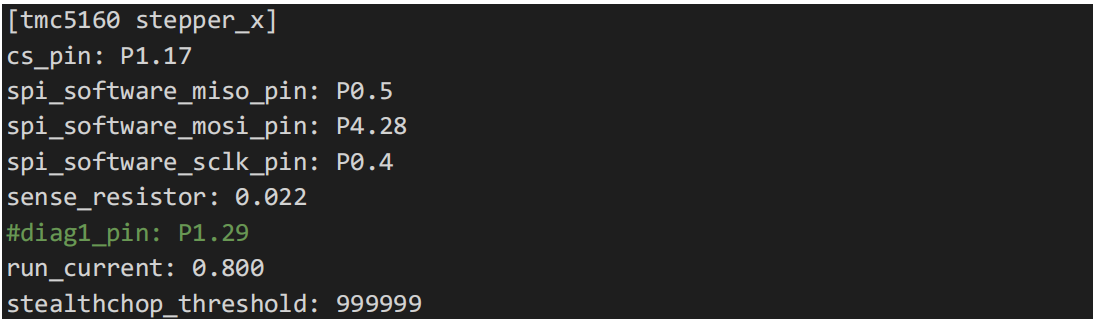 [tmc5160 stepper_x]
cs_pin: P1.17
spi_software_miso_pin: P0.5
spi_software_mosi_pin: P4.28
spi_software_sclk_pin: P0.4
sense_resistor: 0.022
#diag1_pin: P1.29
run_current: 0.800
stealthchop_threshold: 999999